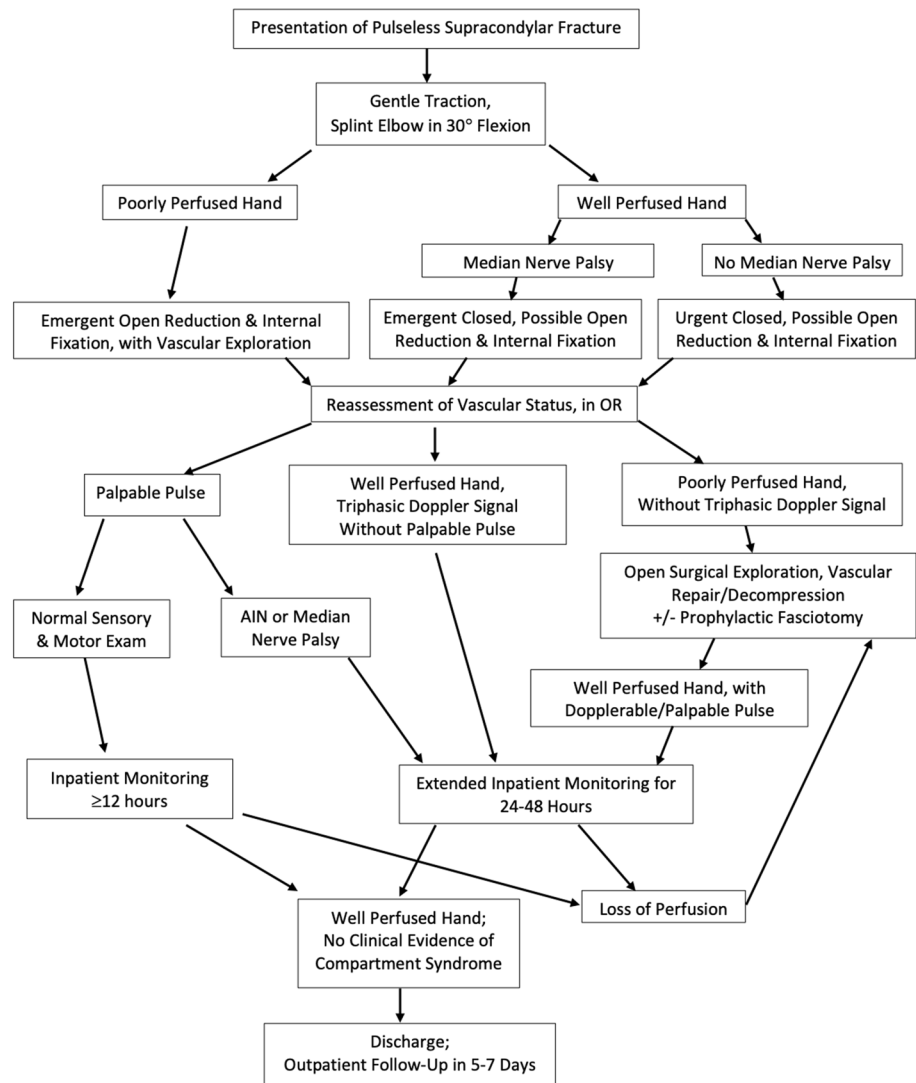 Presentation of Pulseless Supracondylar Fracture
Gentle Traction,
Splint Elbow in 30° Flexion
Poorly Perfused Hand
Well Perfused Hand
Median Nerve Palsy
No Median Nerve Palsy
Emergent Open Reduction & Internal
Fixation, with Vascular Exploration
Emergent Closed, Possible Open
Reduction & Internal Fixation
Urgent Closed, Possible Open
Reduction & Internal Fixation
Reassessment of Vascular Status, in OR
Palpable Pulse
Well Perfused Hand,
Triphasic Doppler Signal
Without Palpable Pulse
Poorly Perfused Hand,
Without Triphasic Doppler Signal
Normal Sensory
& Motor Exam
AIN or Median
Nerve Palsy
Open Surgical Exploration, Vascular
Repair/Decompression
+/- Prophylactic Fasciotomy
Well Perfused Hand, with
Dopplerable/Palpable Pulse
Inpatient Monitoring
≥12 hours
Extended Inpatient Monitoring for
24-48 Hours
Well Perfused Hand;
No Clinical Evidence of
Compartment Syndrome
Loss of Perfusion
Discharge;
Outpatient Follow-Up in 5-7 Days